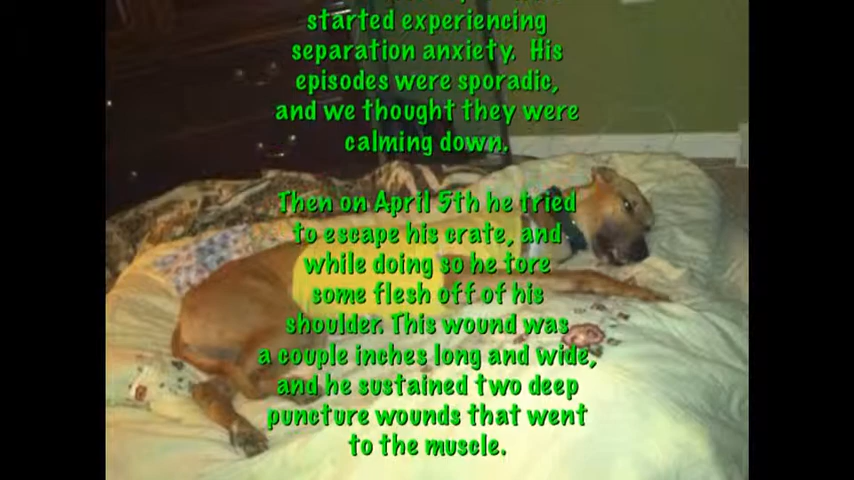 started experiencing
separation anxiety. His
episodes were sporadic,
and we thought they were
calming down.
Then on April 5th he tried
to escape his crate, and
while doing so he tore
some flesh off of his
shoulder. This wound was
a couple inches long and wide,
and he sustained two deep
puncture wounds that went
to the muscle.